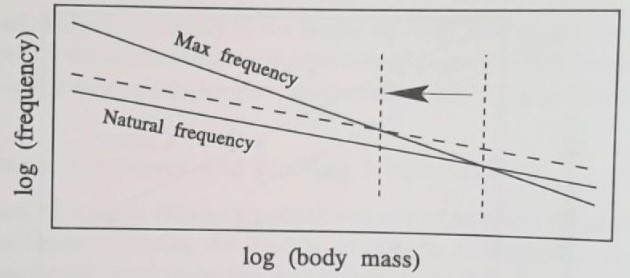 Max frequency
Natural frequency
log (frequency)
log (body mass)